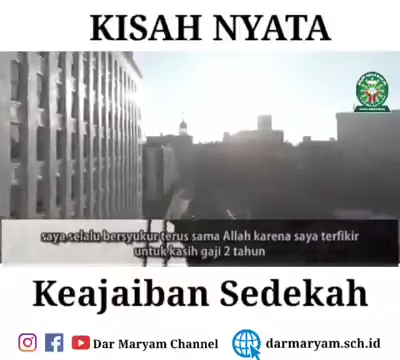 KISAH NYATA
saya selalu bersyukur terus sama Allah karena saya terfikir
untuk kasih gaji 2 tahun
Keajaiban Sedekah
Dar Maryam Channel
darmaryam.sch.id